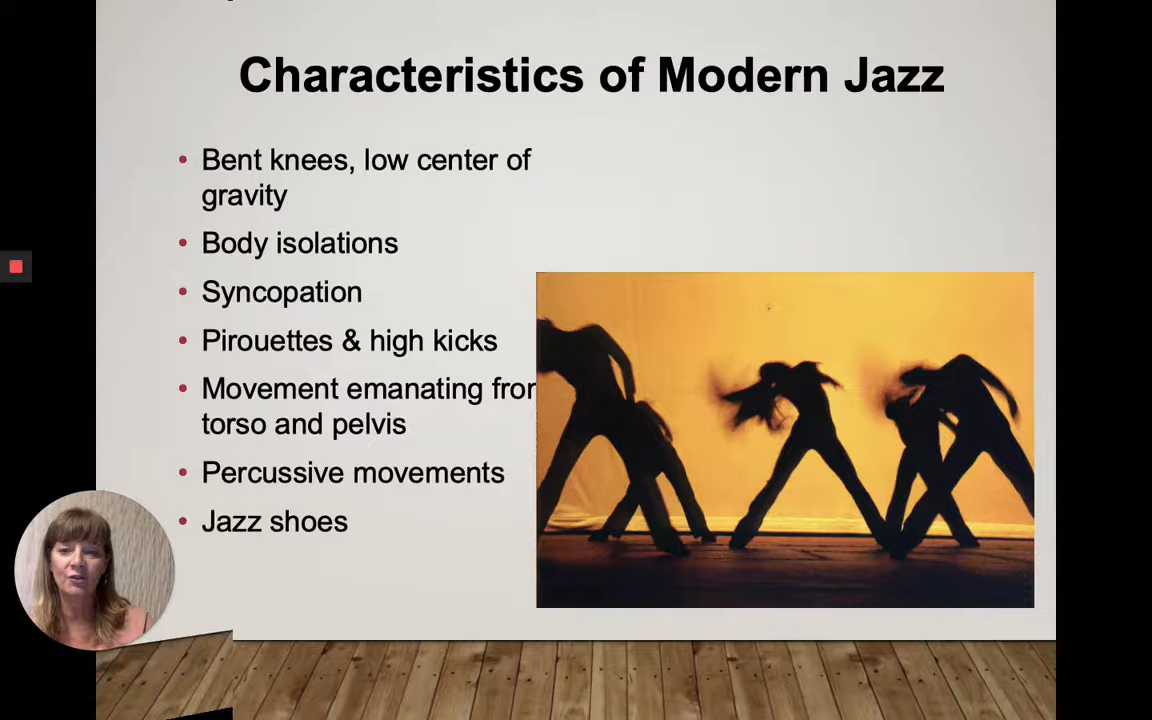 Characteristics of Modern Jazz
• Bent knees, low center of
gravity
• Body isolations
• Syncopation
• Pirouettes & high kicks
• Movement emanating fror
torso and pelvis
• Percussive movements
• Jazz shoes